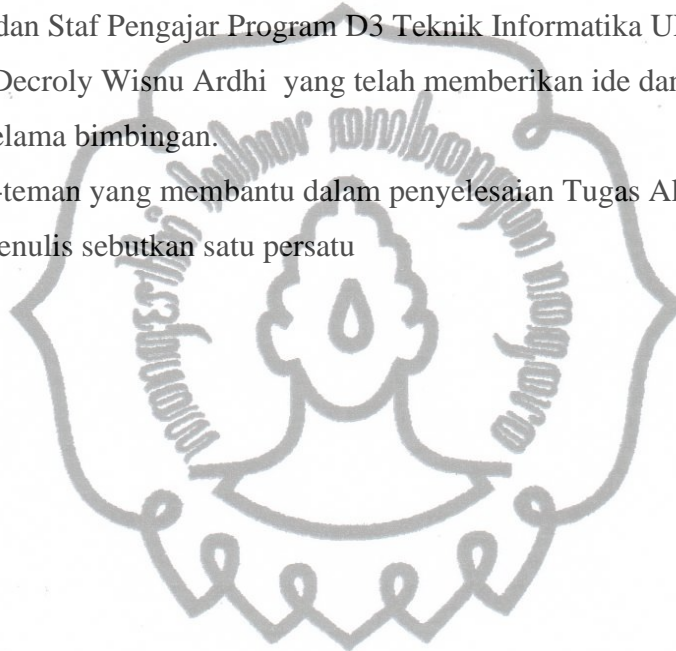 dan Staf Pengajar Program D3 Teknik Informatika
Decroly Wisnu Ardhi yang telah memberikan ide dan
elama bimbingan.
-teman yang membantu dalam penyelesaian Tugas
enulis sebutkan satu persatu